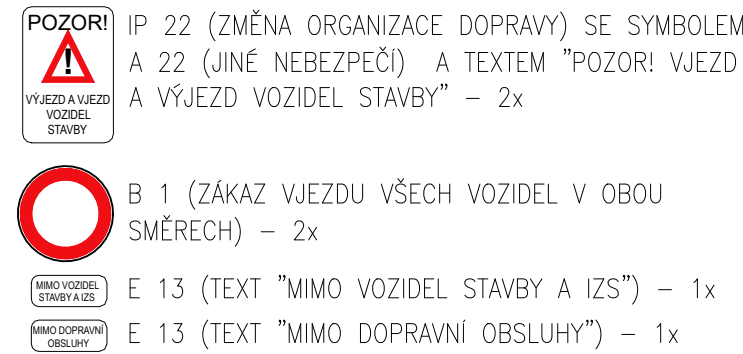 POZOR!
!
VÝJEZD A VJEZD
VOZIDEL
STAVBY
IP 22 (ZMĚNA ORGANIZACE DOPRAVY) SE SYMBOLEM
A 22 (JINÉ NEBEZPEČÍ) A TEXTEM "POZOR! VJEZD
A VÝJEZD VOZIDEL STAVBY" – 2x
B 1 (ZÁKAZ VJEZDU VŠECH VOZIDEL V OBOU
SMĚRECH) – 2x
MIMO VOZIDEL
STAVBY A IZS
E 13 (TEXT "MIMO VOZIDEL STAVBY A IZS") – 1x
MIMO DOPRAVNÍ
OBSLUHY
E 13 (TEXT "MIMO DOPRAVNÍ OBSLUHY") – 1x